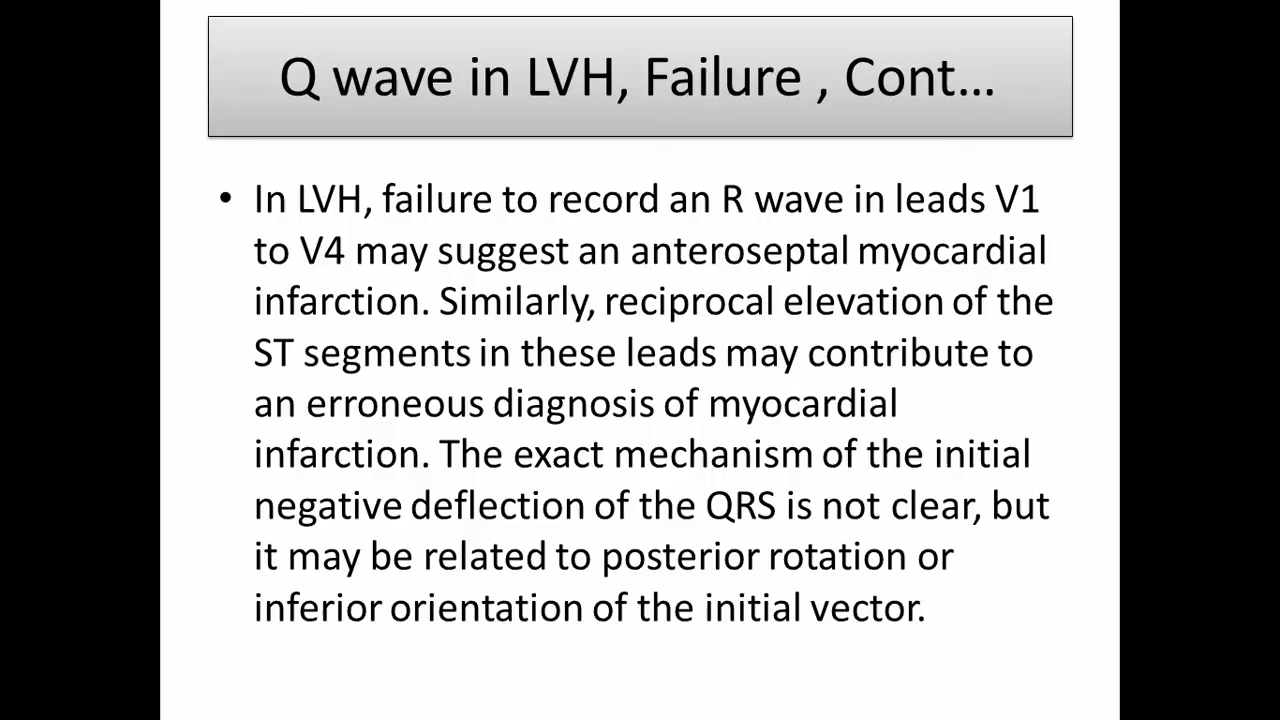 Q wave in LVH, Failure , Cont...
• In LVH, failure to record an R wave in leads V1
to V4 may suggest an anteroseptal myocardial
infarction. Similarly, reciprocal elevation of the
ST segments in these leads may contribute to
an erroneous diagnosis of myocardial
infarction. The exact mechanism of the initial
negative deflection of the QRS is not clear, but
it may be related to posterior rotation or
inferior orientation of the initial vector.